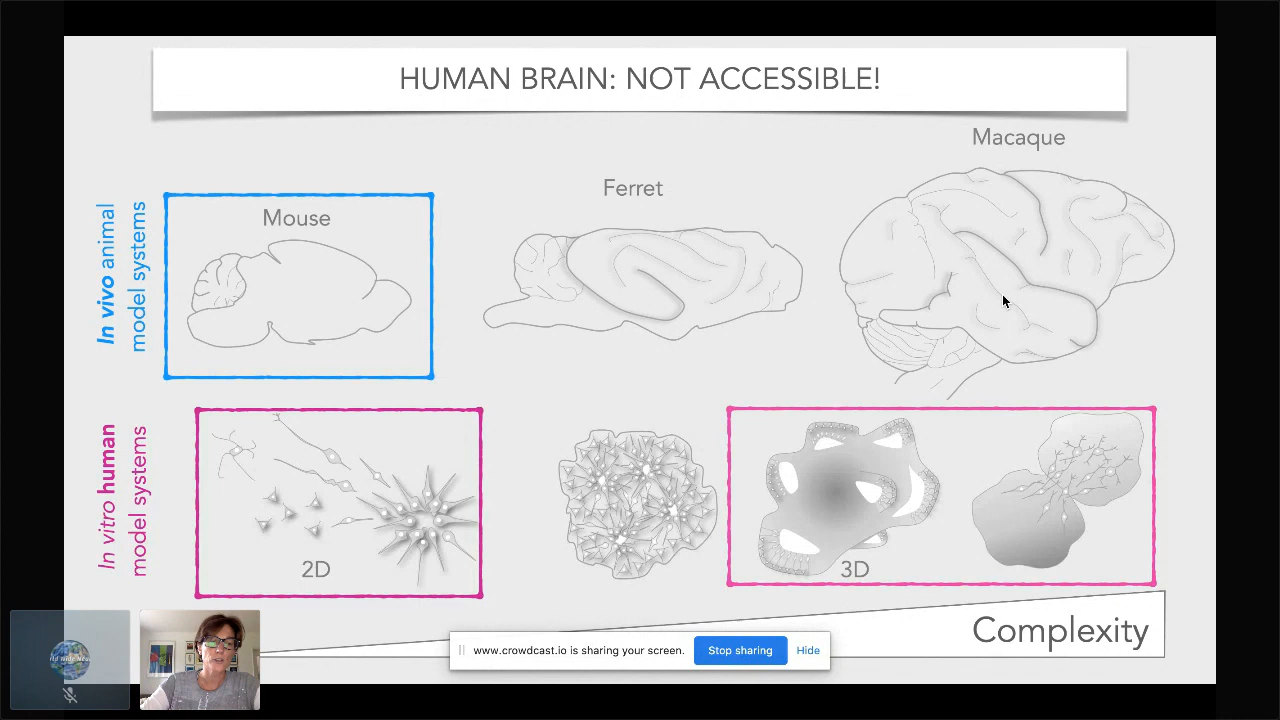 HUMAN BRAIN: NOT ACCESSIBLE!
Macaque
Ferret
Mouse
In vivo animal
model systems
In vitro human
model systems
2D
3D
Complexity
www.crowdcast.io is sharing your screen.
Stop sharing
Hide